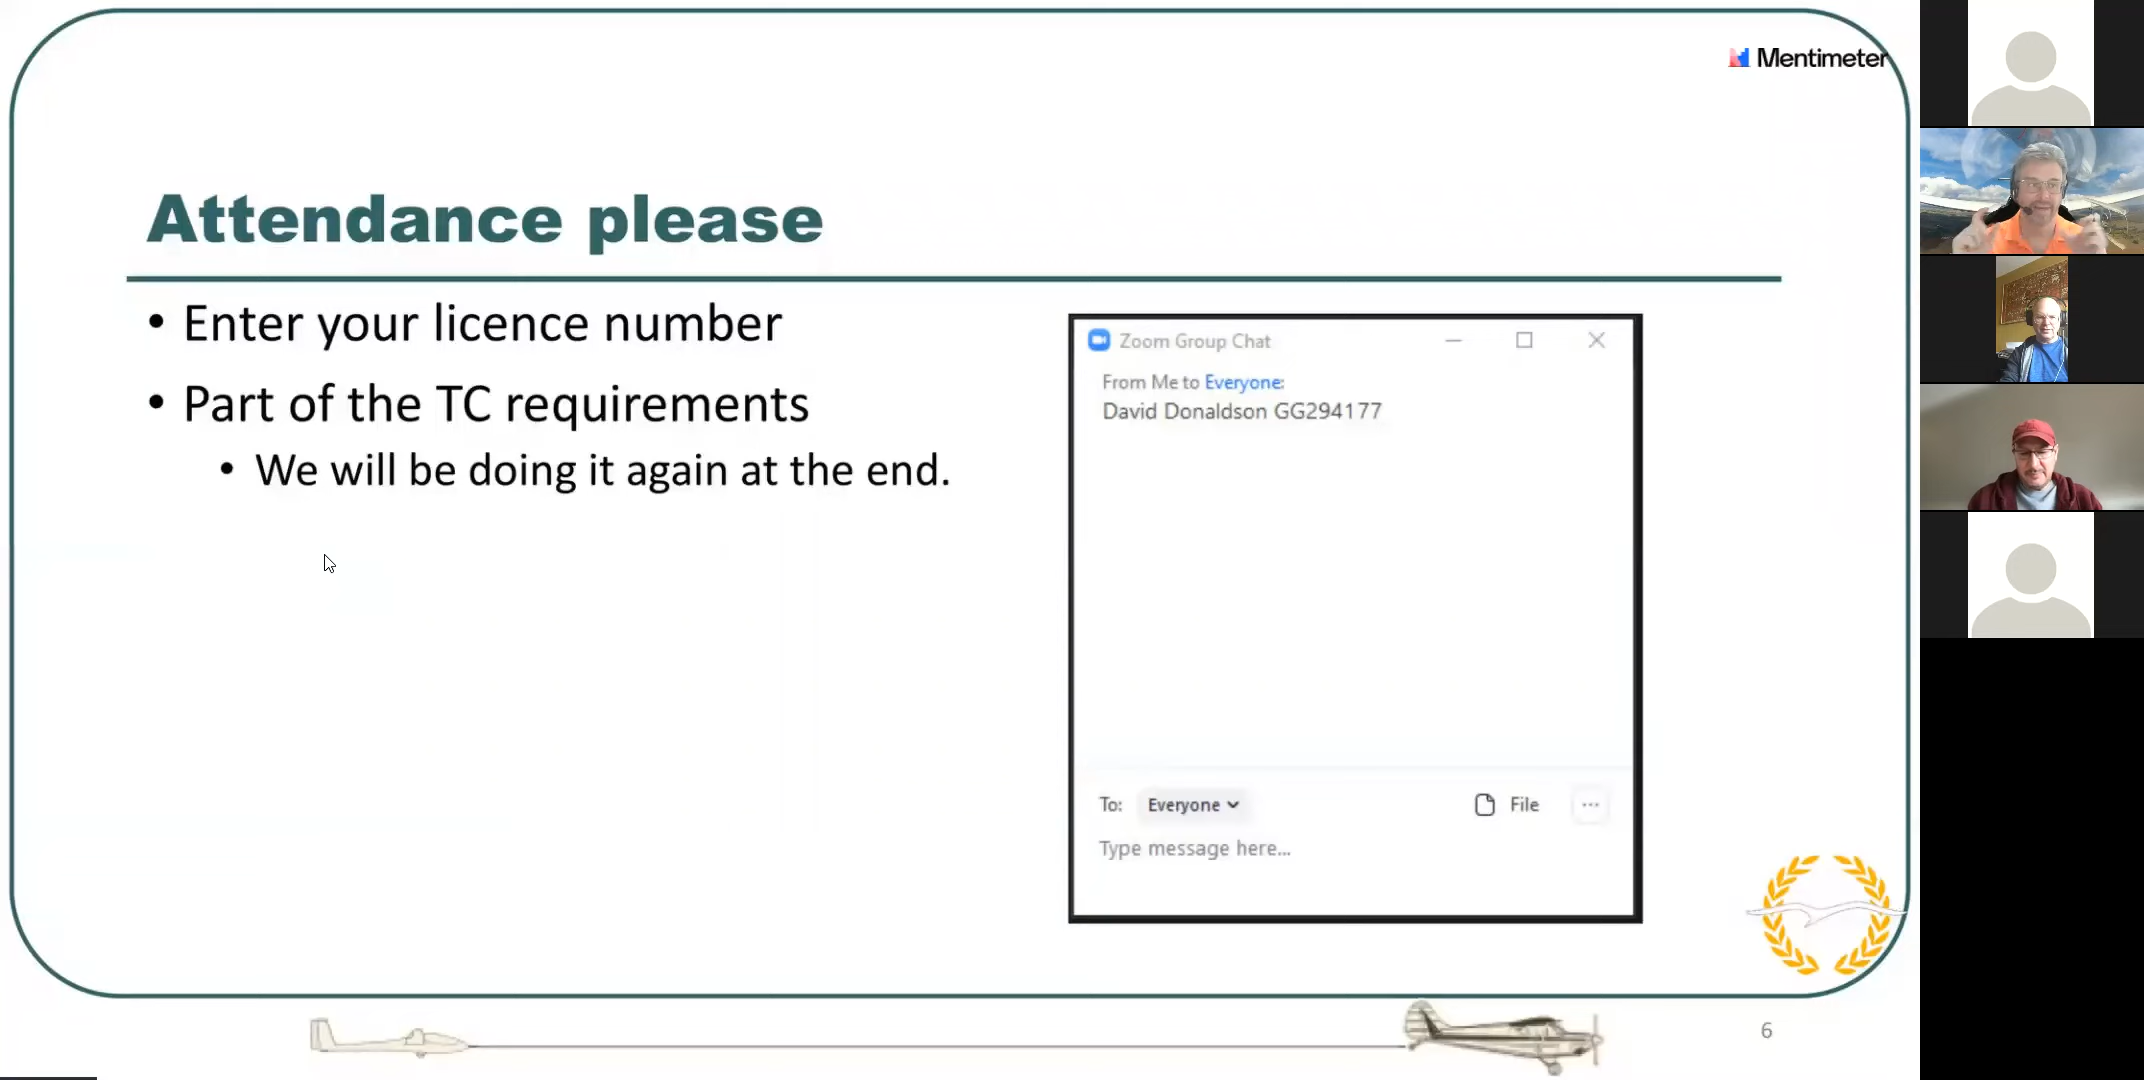 Mentimeter
Attendance please
• Enter your licence number
• Part of the TC requirements
• We will be doing it again at the end.
Zoom Group Chat
From Me to Everyone:
David Donaldson GG294177
To: Everyone File
Type message here...
6